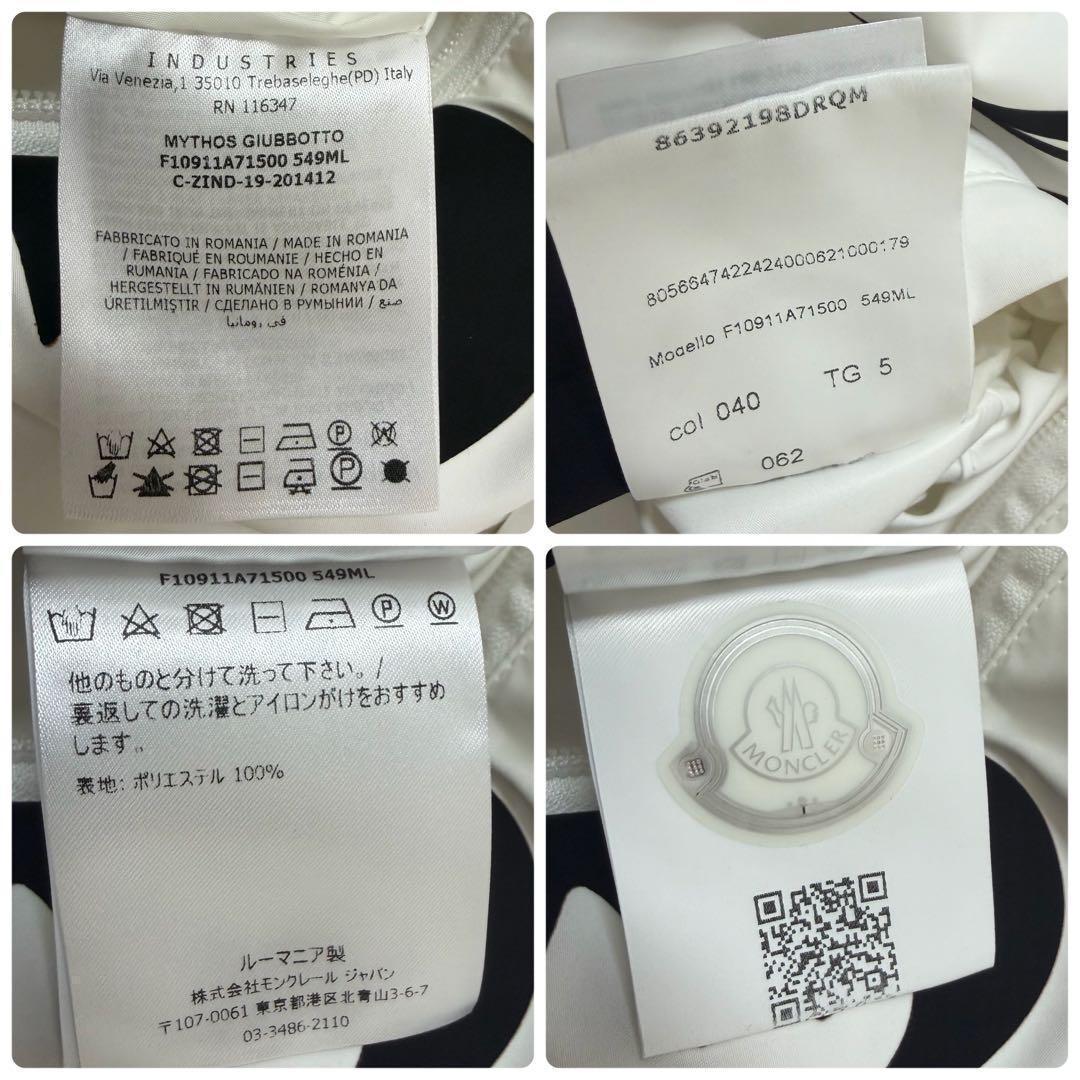 INDUSTRIES
Via Venezia,1 35010 Trebaseleghe(PD) Italy
RN 116347
MYTHOS GIUBBOTTO
F10911A71500 549ML
C-ZIND-19-201412
FABBRICATO IN ROMANIA / MADE IN ROMANIA
/ FABRIQUÉ EN ROUMANIE / HECHO EN
RUMANIA / FABRICADO NA ROMÉNIA /
HERGESTELLT IN RUMÄNIEN / ROMANYA DA
ÜRETILMIŞTIR / СДЕЛАНО В РУМЫНИИ / صنع
في رومانيا
P W
P
86392198DRQM
8056647422424000621000179
Modello F10911A71500 549ML
col 040 TG 5
062
F10911A71500 549ML
P W
他のものと分けて洗って下さい。/
裏返しての洗濯とアイロンがけをおすすめ
します。
表地: ポリエステル 100%
ルーマニア製
株式会社モンクレール ジャパン
〒107-0061 東京都港区北青山3-6-7
03-3486-2110
MONCLER